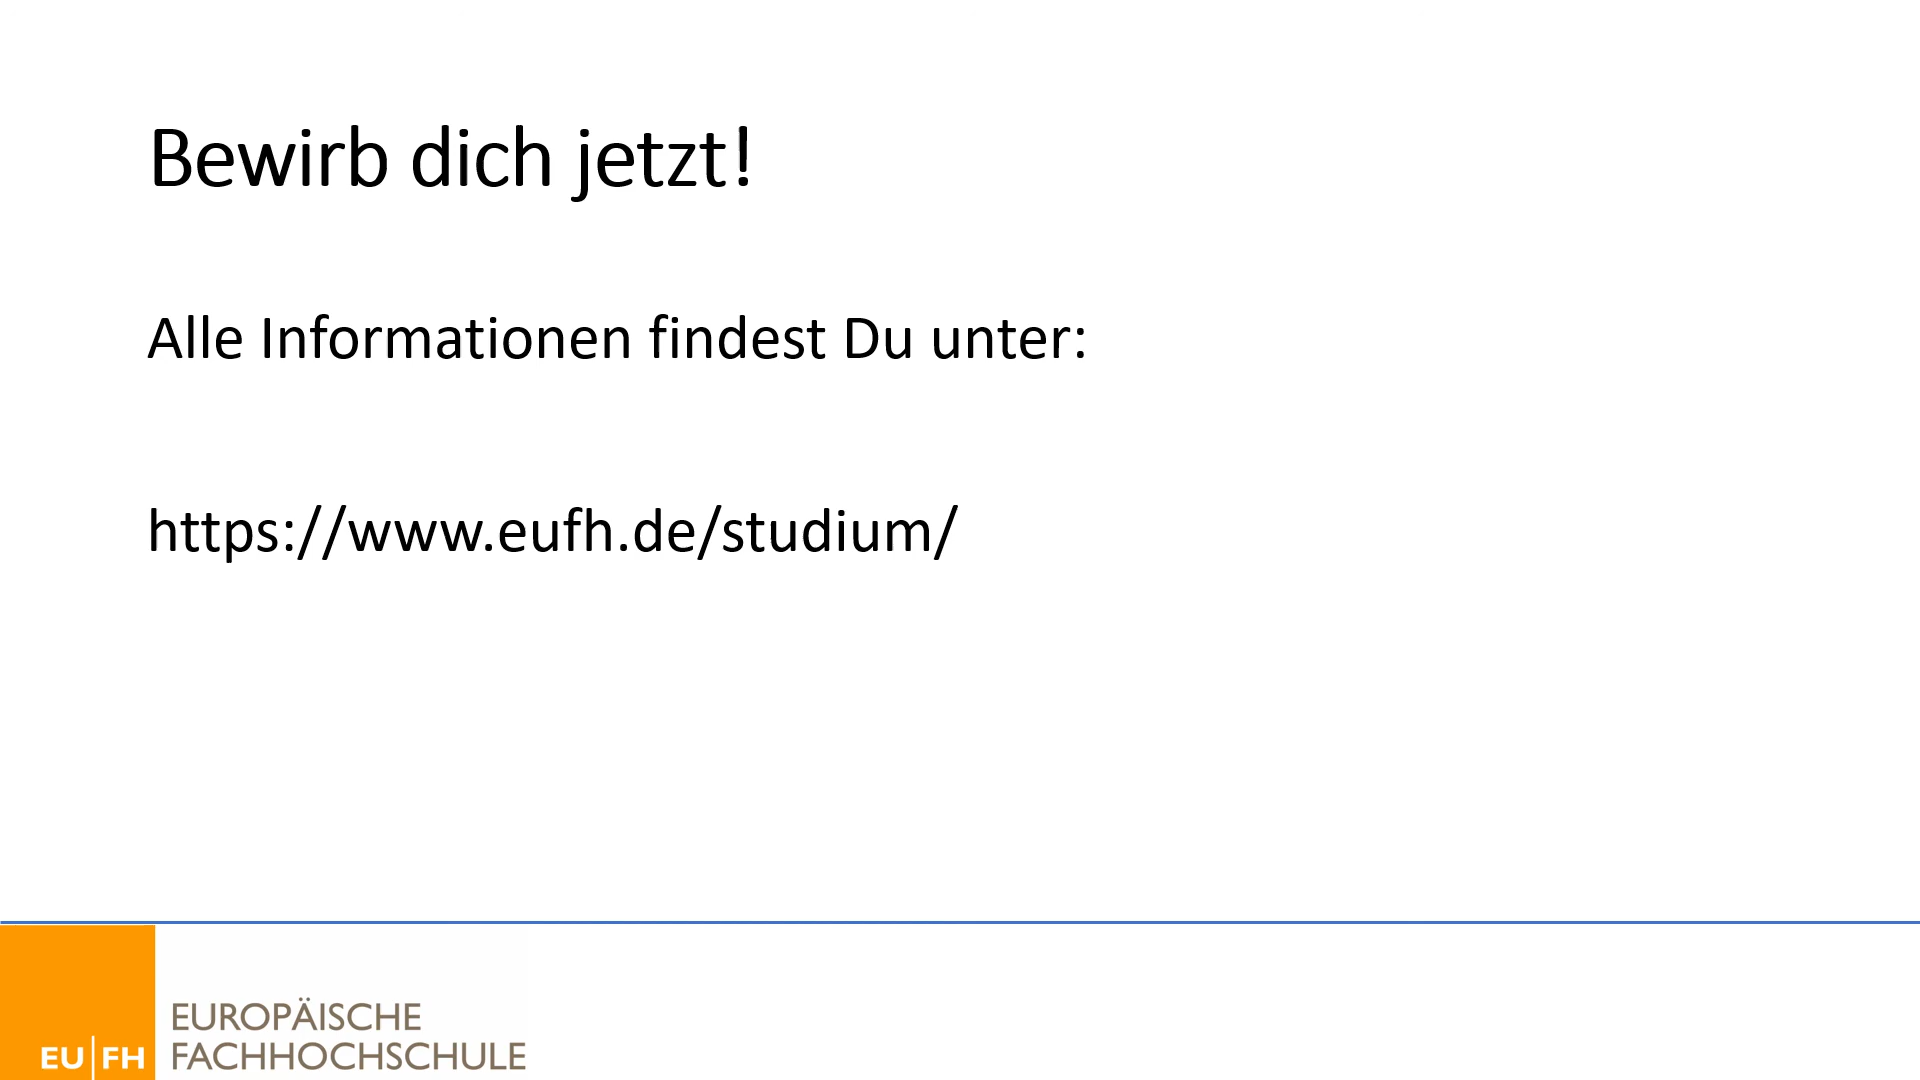 Bewirb dich jetzt!
Alle Informationen findest Du unter:
https://www.eufh.de/studium/
EU|FH
EUROPÄISCHE
FACHHOCHSCHULE